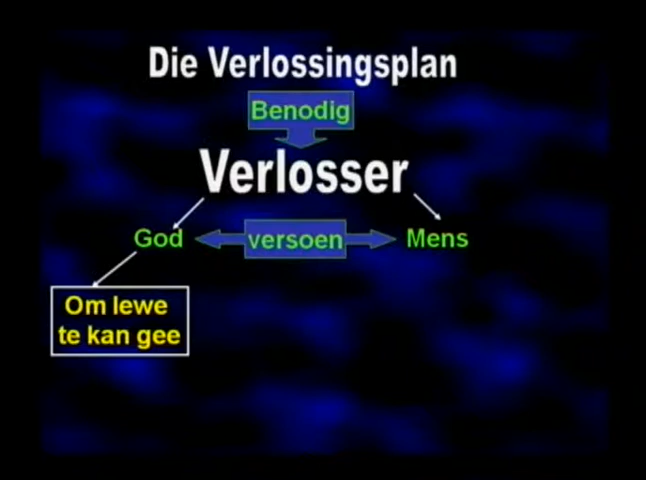 Die Verlossingsplan
Benodig
Verlosser
God
versoen
Mens
Om lewe
te kan gee